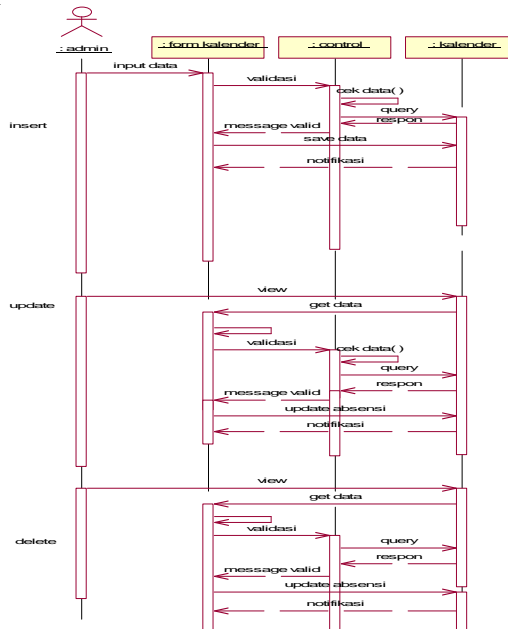 : admin
: form kalender
: control
: kalender
input data
validasi
cek data( )
query
respon
message valid
insert
save data
notifikasi
view
update
get data
validasi
cek data( )
query
respon
message valid
update absensi
notifikasi
view
get data
validasi
delete
query
respon
message valid
update absensi
notifikasi